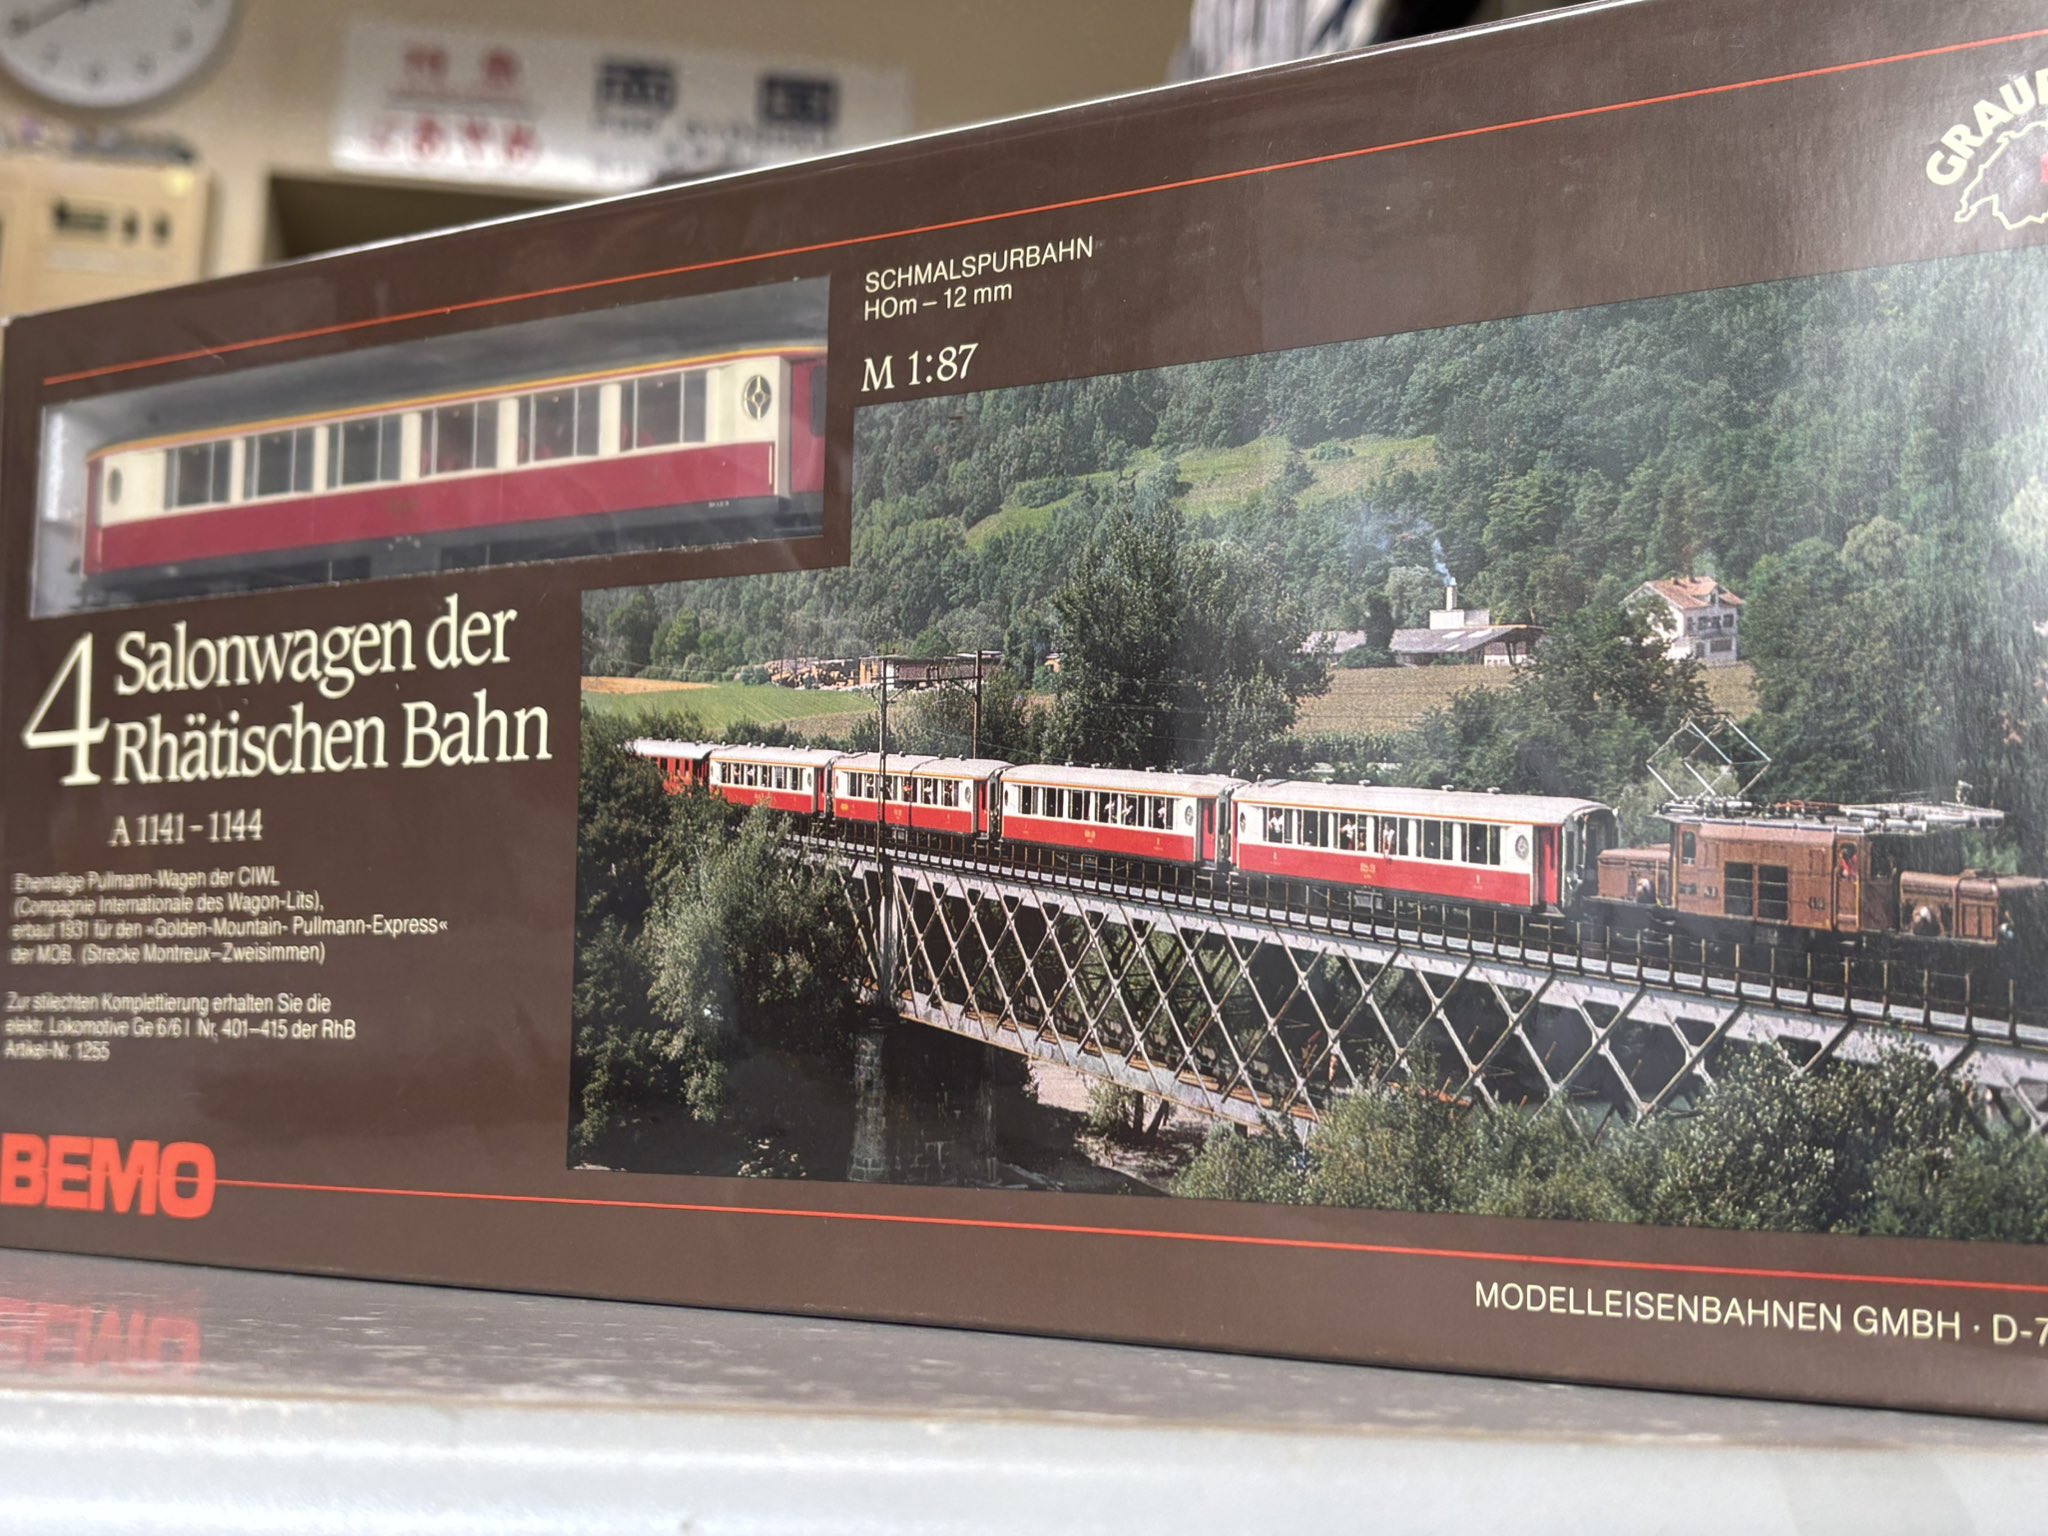 SCHMALSPURBAHN
HOm – 12 mm
M 1:87
4 Salonwagen der
Rhätischen Bahn
A 1141 - 1144
Ehemalige Pullmann-Wagen der CIWL
(Compagnie Internationale des Wagon-Lits),
erbaut 1931 für den »Golden-Mountain- Pullmann-Express«
der MOB. (Strecke Montreux–Zweisimmen)
Zur stilechten Komplettierung erhalten Sie die
elektr. Lokomotive Ge 6/6 I Nr. 401–415 der RhB
Artikel-Nr. 1255
BEMO
MODELLEISENBAHNEN GMBH · D-7